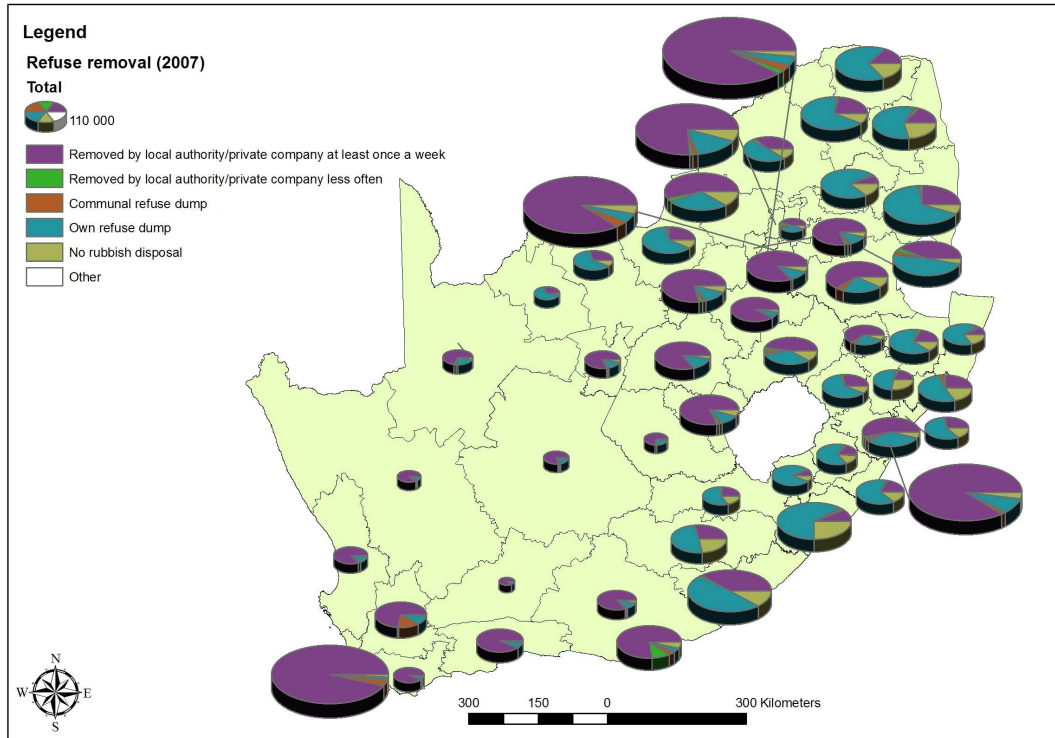 Legend
Refuse removal (2007)
Total
110 000
Removed by local authority/private company at least once a week
Removed by local authority/private company less often
Communal refuse dump
Own refuse dump
No rubbish disposal
Other
N
W E
S
300 150 0 300 Kilometers